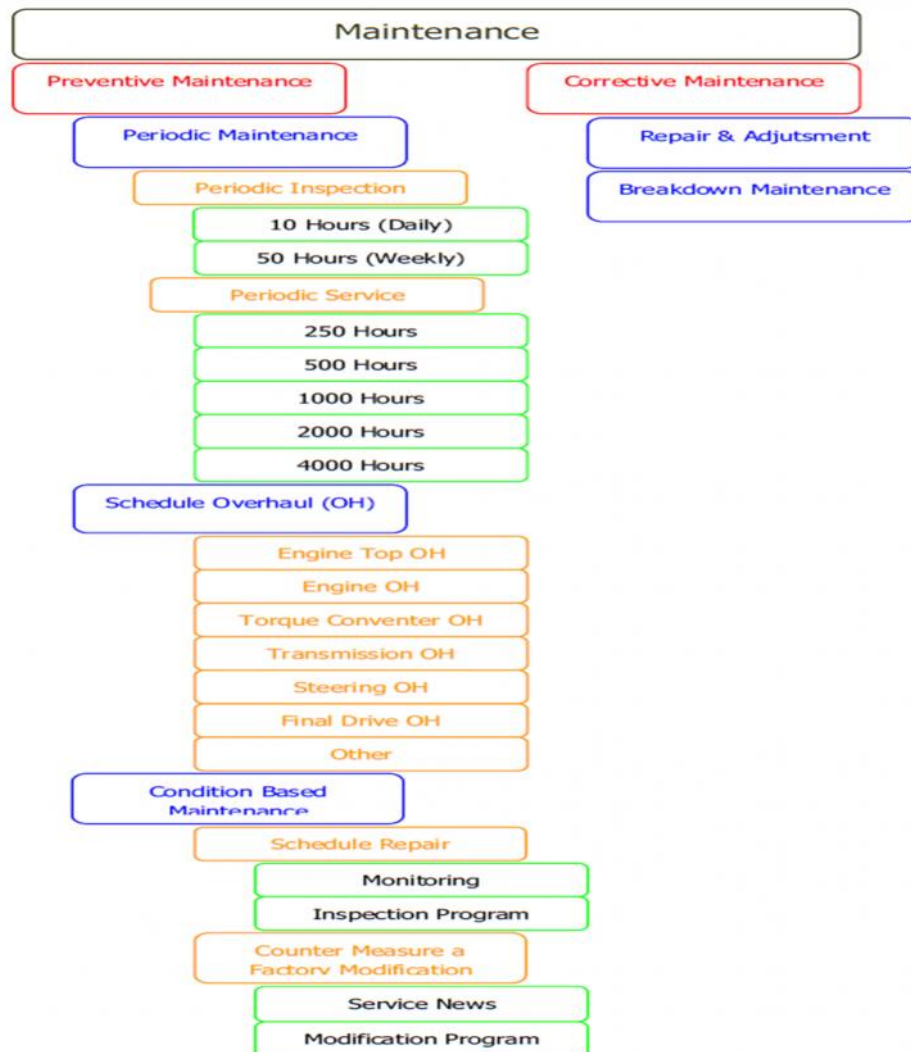 Maintenance
Preventive Maintenance
Corrective Maintenance
Periodic Maintenance
Repair & Adjutsment
Periodic Inspection
Breakdown Maintenance
10 Hours (Daily)
50 Hours (Weekly)
Periodic Service
250 Hours
500 Hours
1000 Hours
2000 Hours
4000 Hours
Schedule Overhaul (OH)
Engine Top OH
Engine OH
Torque Conventer OH
Transmission OH
Steering OH
Final Drive OH
Other
Condition Based
Maintenance
Schedule Repair
Monitoring
Inspection Program
Counter Measure a
Factory Modification
Service News
Modification Program